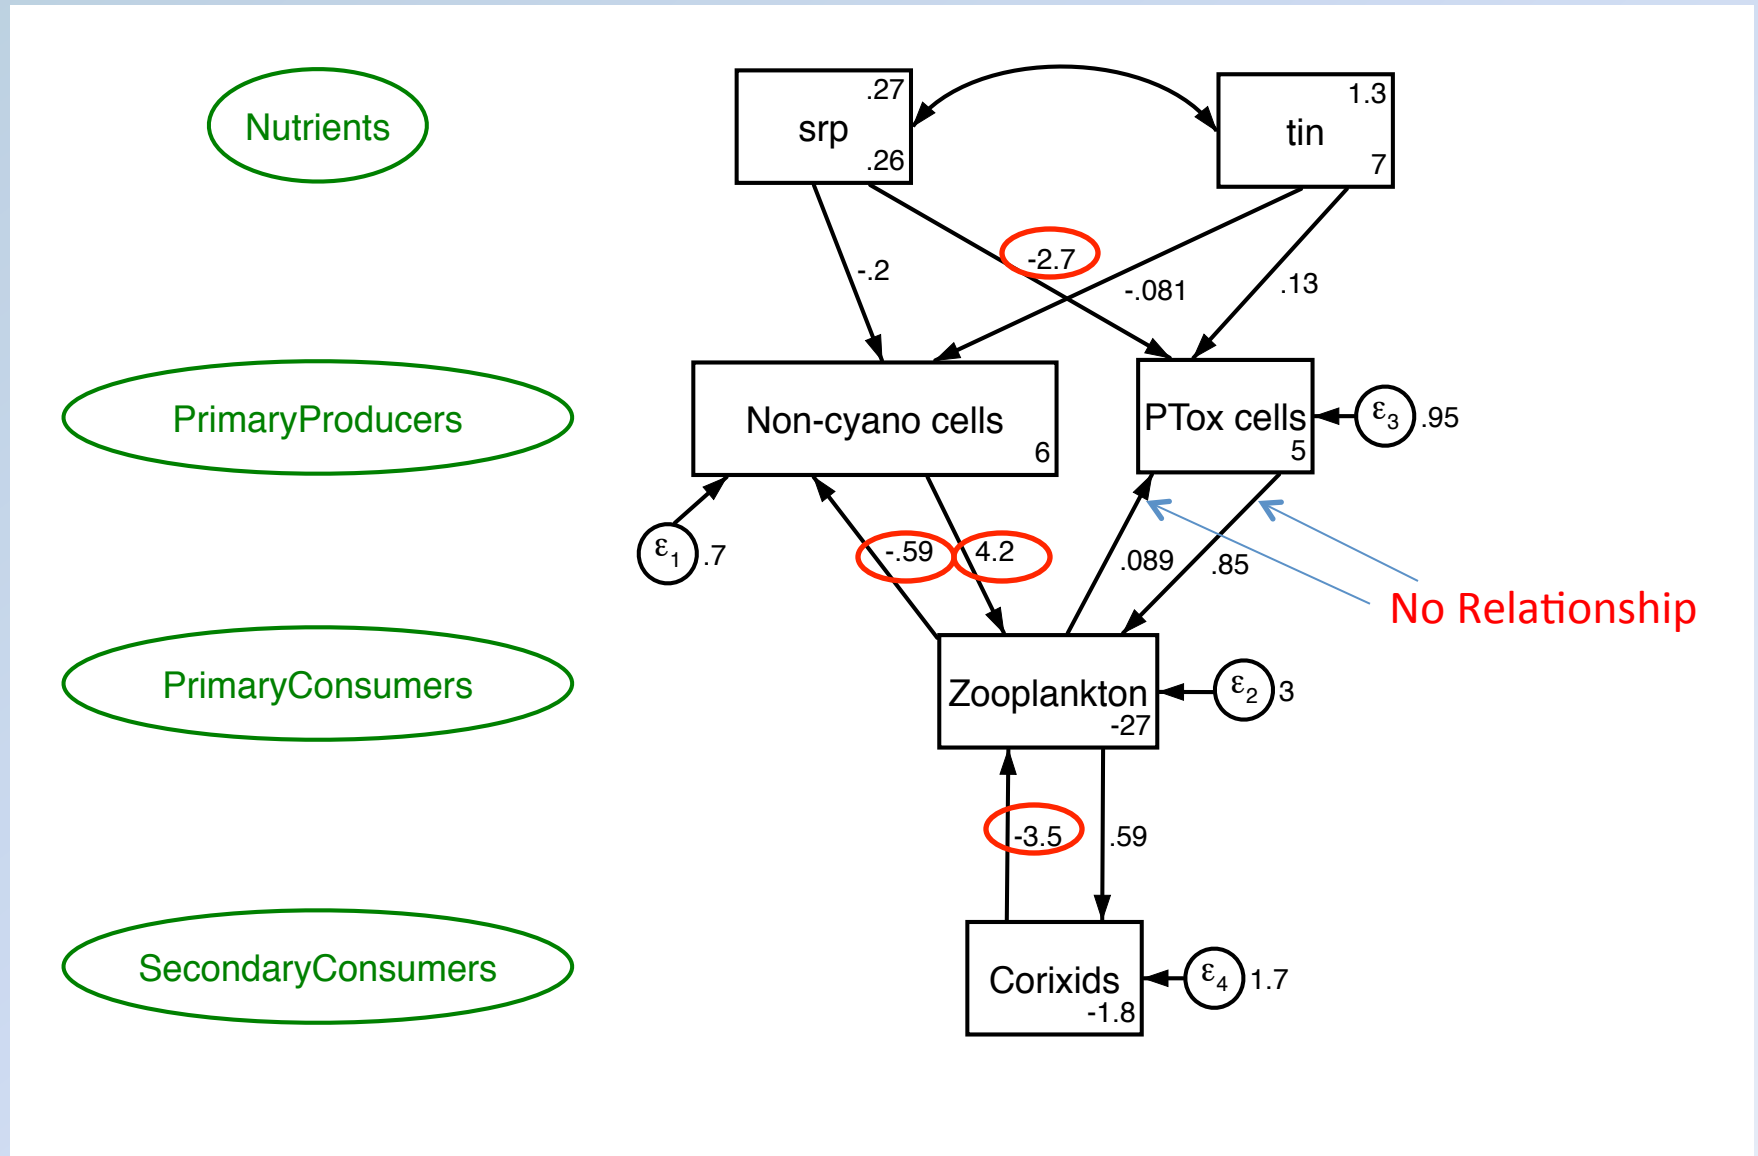 Nutrients
.27
srp
.26
1.3
tin
7
-.2
-2.7
-.081
.13
PrimaryProducers
Non-cyano cells
6
PTox cells
5
ε3 .95
ε1 .7
-.59
4.2
.089
.85
No Relationship
PrimaryConsumers
Zooplankton
-27
ε2 3
-3.5
.59
SecondaryConsumers
Corixids
-1.8
ε4 1.7